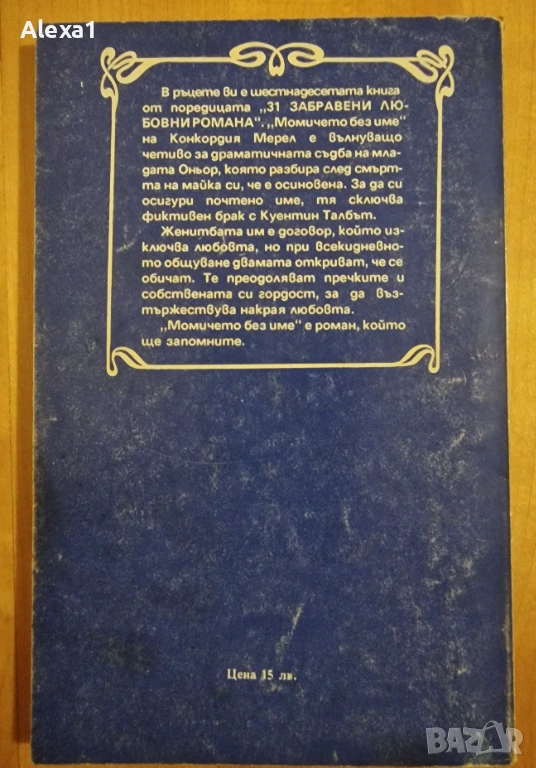 Alexa1
В ръцете ви е шестнадесетата книга
от поредицата „31 ЗАБРАВЕНИ ЛЮ-
БОВНИ РОМАНА“. „Момичето без име“
на Конкордия Мерел е вълнуващо
четиво за драматичната съдба на мла-
дата Оньор, която разбира след смърт-
та на майка си, че е осиновена. За да си
осигури почтено име, тя сключва
фиктивен брак с Куентин Талбът.
Женитбата им е договор, който из-
ключва любовта, но при всекидневно-
то общуване двамата откриват, че се
обичат. Те преодоляват пречките и
собствената си гордост, за да въз-
тържествува накрая любовта.
„Момичето без име“ е роман, който
ще запомните.
Цена 15 лв.
BAZAR